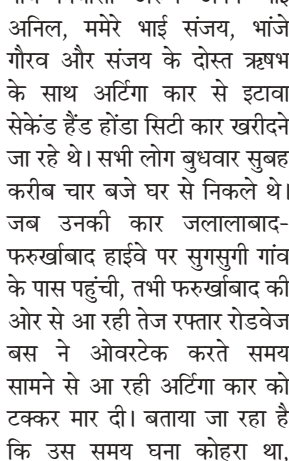 अनिल, ममेरे भाई संजय, भांजे
गौरव और संजय के दोस्त ऋषभ
के साथ अर्टिगा कार से इटावा
सेकेंड हैंड होंडा सिटी कार खरीदने
जा रहे थे। सभी लोग बुधवार सुबह
करीब चार बजे घर से निकले थे।
जब उनकी कार जलालाबाद-
फरुर्खाबाद हाईवे पर सुगसुगी गांव
के पास पहुंची, तभी फरुर्खाबाद की
ओर से आ रही तेज रफ्तार रोडवेज
बस ने ओवरटेक करते समय
सामने से आ रही अर्टिगा कार को
टक्कर मार दी। बताया जा रहा है
कि उस समय घना कोहरा था,